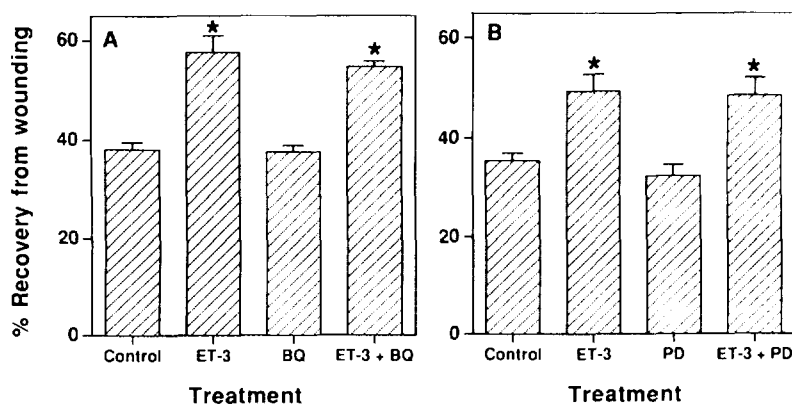 % Recovery from wounding
A
60
40
20
0
Control ET-3 BQ ET-3 + BQ
Treatment
B
60
40
20
0
Control ET-3 PD ET-3 + PD
Treatment